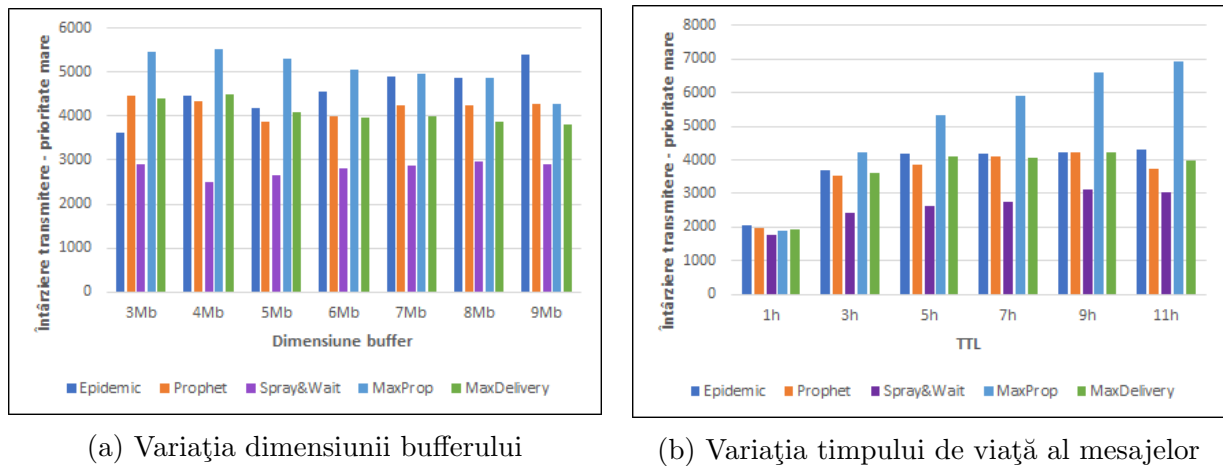 6000
5000
4000
3000
2000
1000
0
Întârziere transmitere - prioritate mare
3Mb 4Mb 5Mb 6Mb 7Mb 8Mb 9Mb
Dimensiune buffer
Epidemic Prophet Spray&Wait MaxProp MaxDelivery
(a) Variaţia dimensiunii bufferului
8000
7000
6000
5000
4000
3000
2000
1000
0
Întârziere transmitere - prioritate mare
1h 3h 5h 7h 9h 11h
TTL
Epidemic Prophet Spray&Wait MaxProp MaxDelivery
(b) Variaţia timpului de viaţă al mesajelor